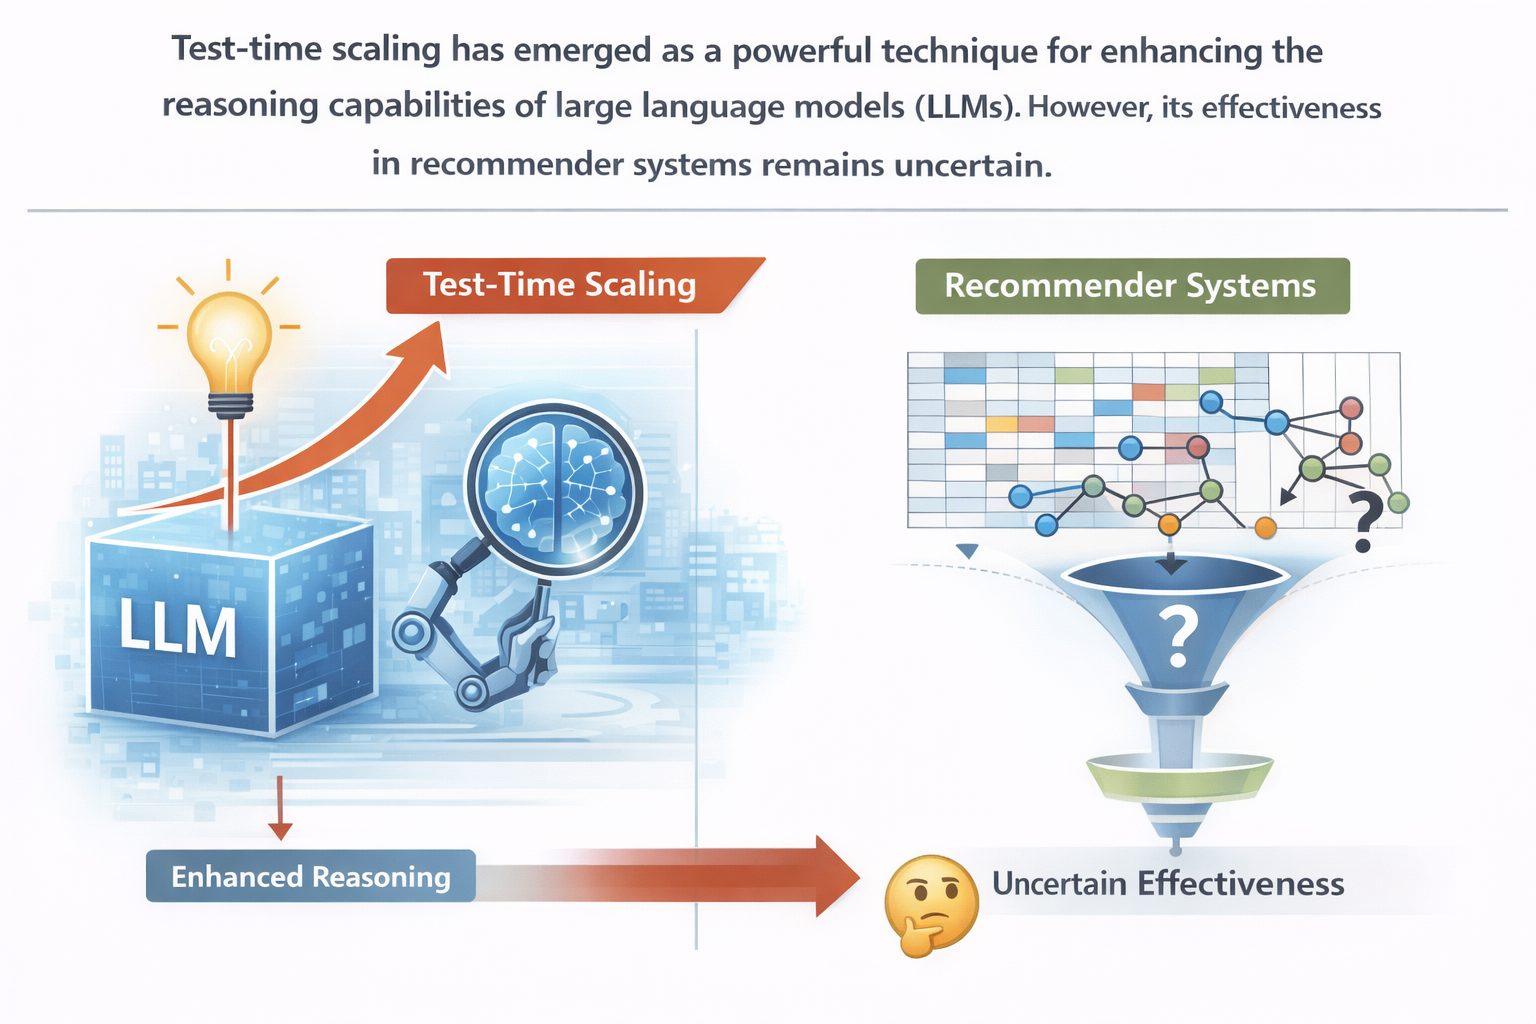 Test-time scaling has emerged as a powerful technique for enhancing the
reasoning capabilities of large language models (LLMs). However, its effectiveness
in recommender systems remains uncertain.
Test-Time Scaling
Recommender Systems
LLM
?
?
Enhanced Reasoning
Uncertain Effectiveness